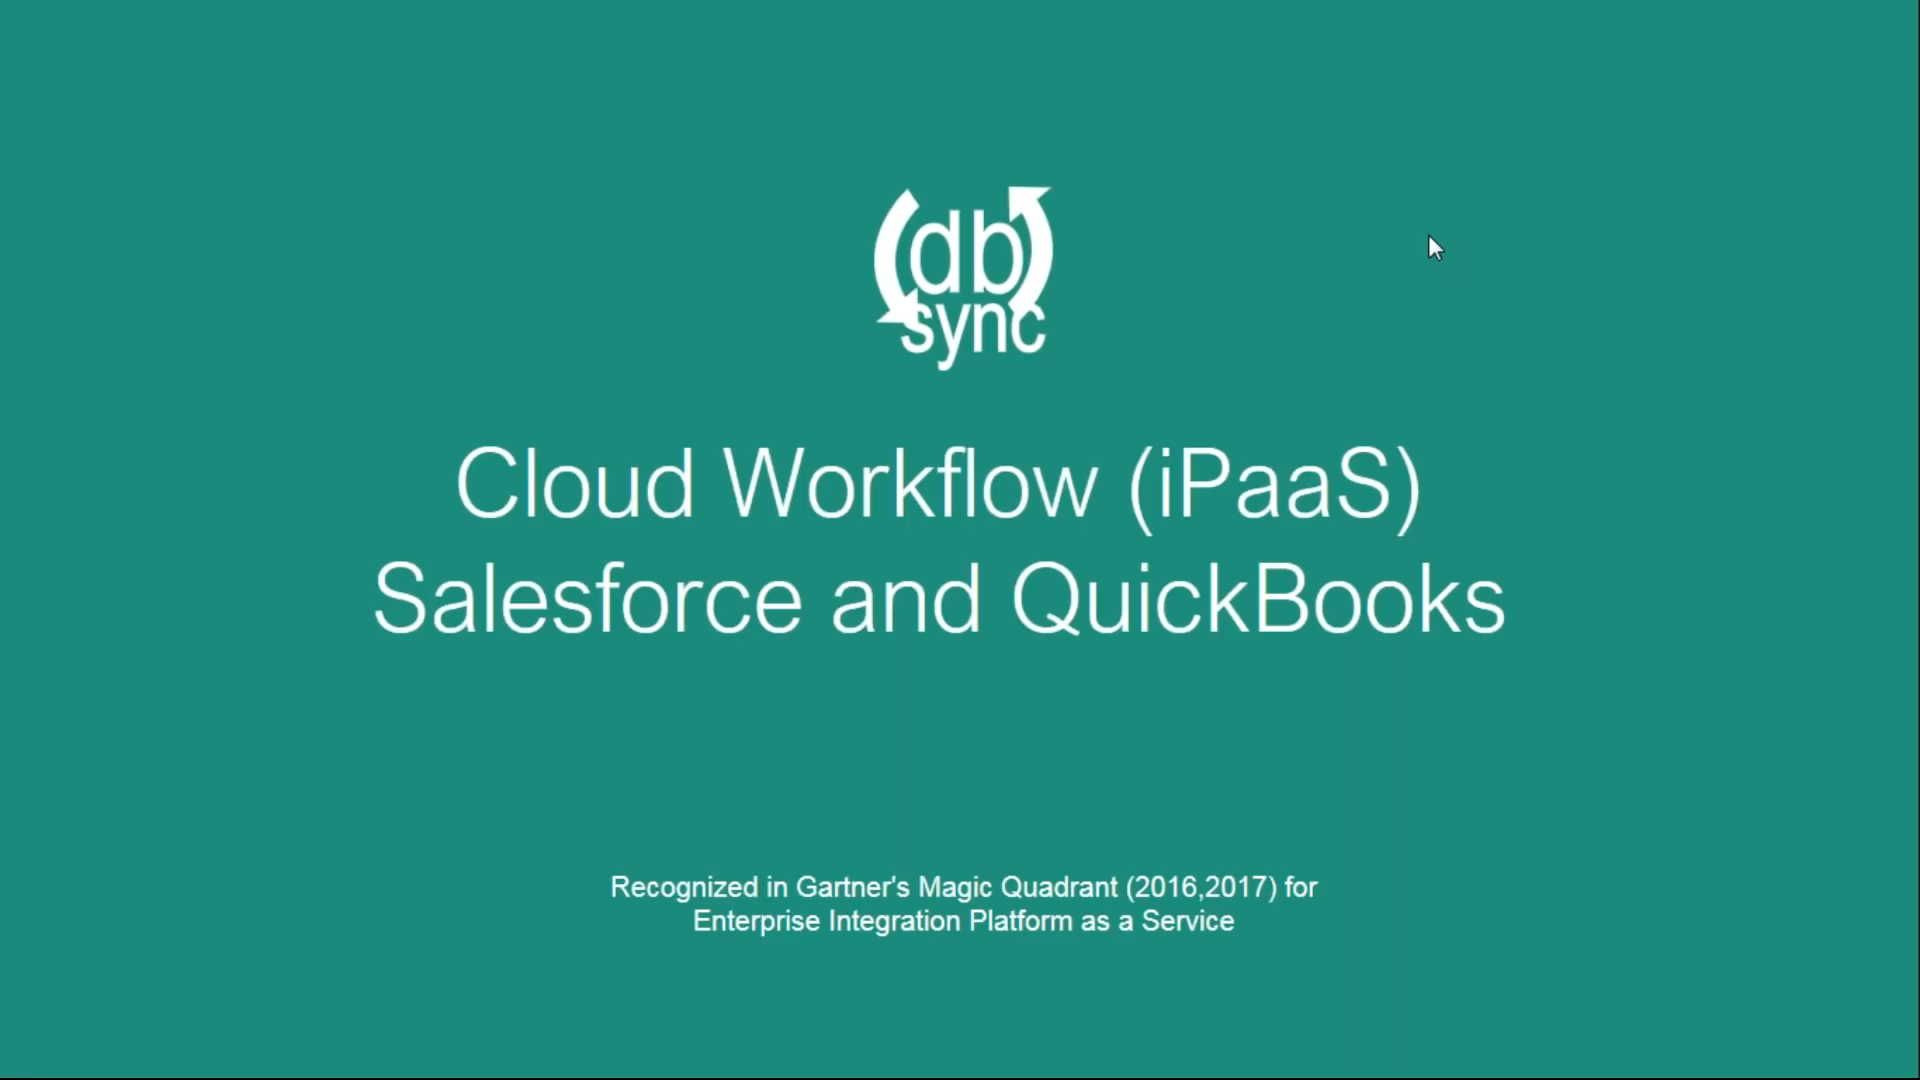 db
sync
Cloud Workflow (iPaaS)
Salesforce and QuickBooks
Recognized in Gartner's Magic Quadrant (2016,2017) for
Enterprise Integration Platform as a Service